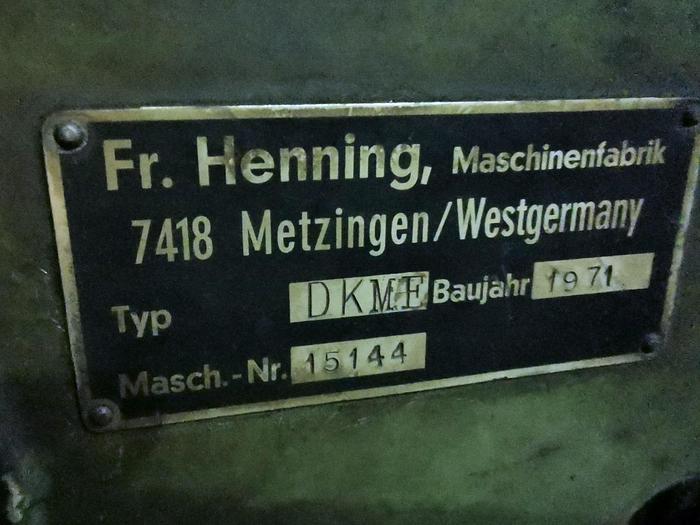 Fr. Henning, Maschinenfabrik
7418 Metzingen/Westgermany
Typ DKME Baujahr 1971
Masch.-Nr. 15144